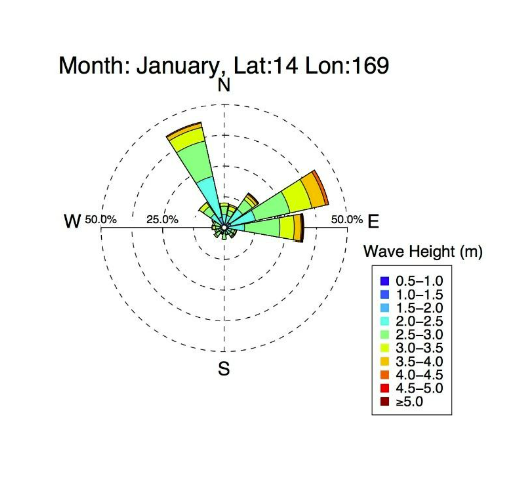 Month: January, Lat:14 Lon:169
N
W 50.0% 25.0% 50.0% E
Wave Height (m)
0.5–1.0
1.0–1.5
1.5–2.0
2.0–2.5
2.5–3.0
3.0–3.5
3.5–4.0
4.0–4.5
4.5–5.0
≥5.0
S